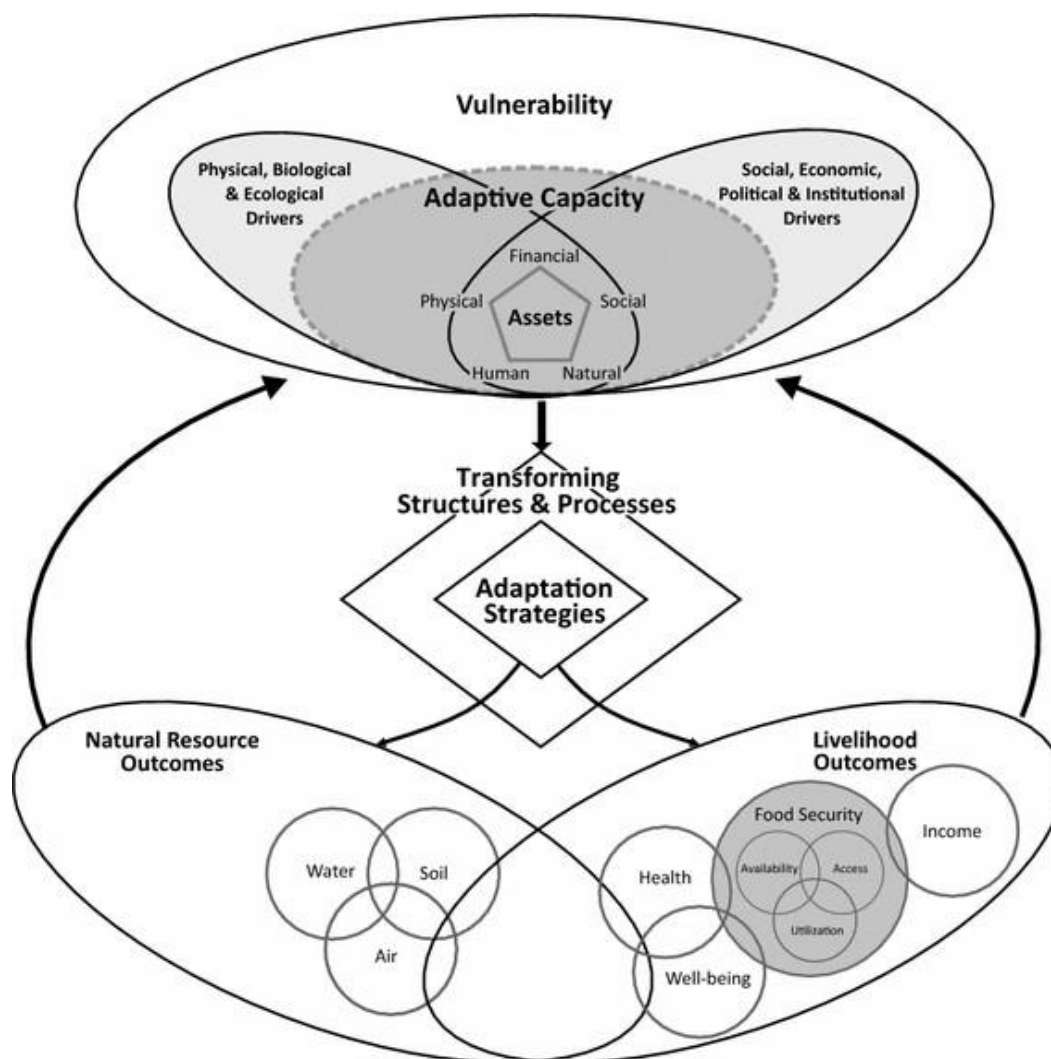 Vulnerability
Physical, Biological
& Ecological
Drivers
Social, Economic,
Political & Institutional
Drivers
Adaptive Capacity
Financial
Physical
Social
Assets
Human
Natural
Transforming
Structures & Processes
Adaptation
Strategies
Natural Resource
Outcomes
Livelihood
Outcomes
Water
Soil
Air
Food Security
Income
Availability
Access
Health
Utilization
Well-being